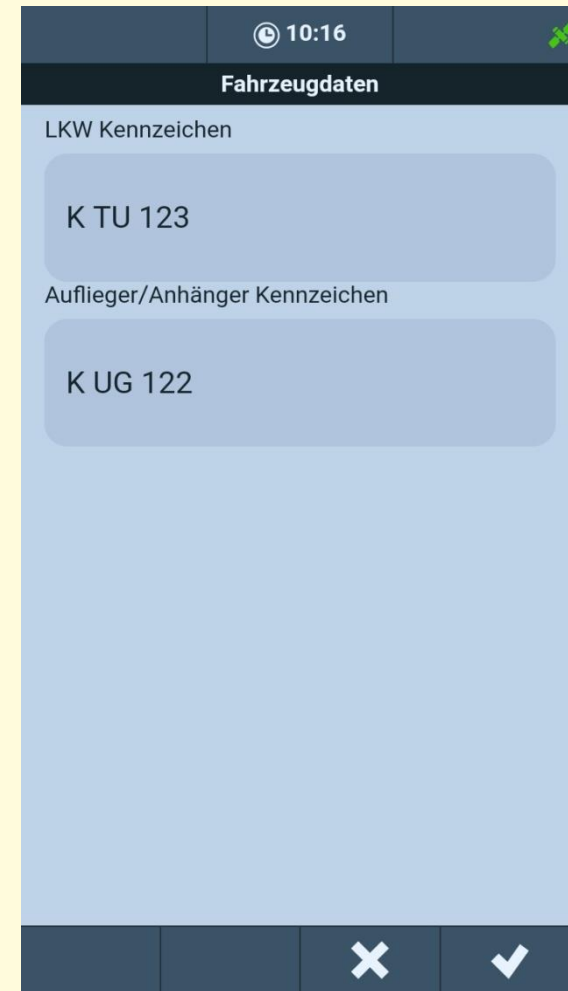 10:16
Fahrzeugdaten
LKW Kennzeichen
K TU 123
Auflieger/Anhänger Kennzeichen
K UG 122